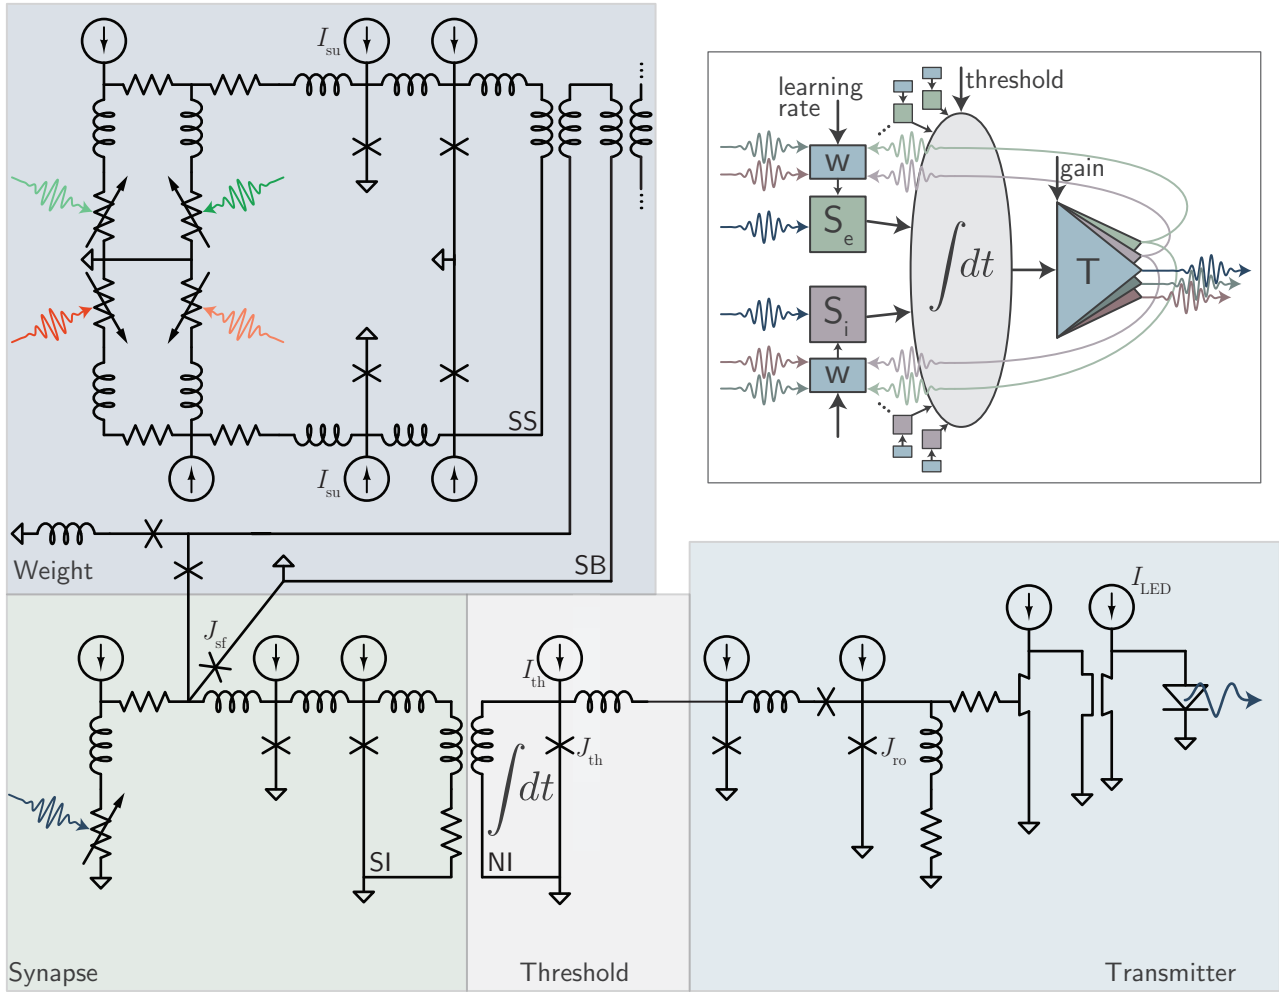 I_su
learning
rate
threshold
w
gain
S_e
∫dt
T
S_i
w
SS
I_su
Weight
SB
I_LED
J_sf
I_th
J_th
J_ro
∫dt
SI
NI
Synapse
Threshold
Transmitter